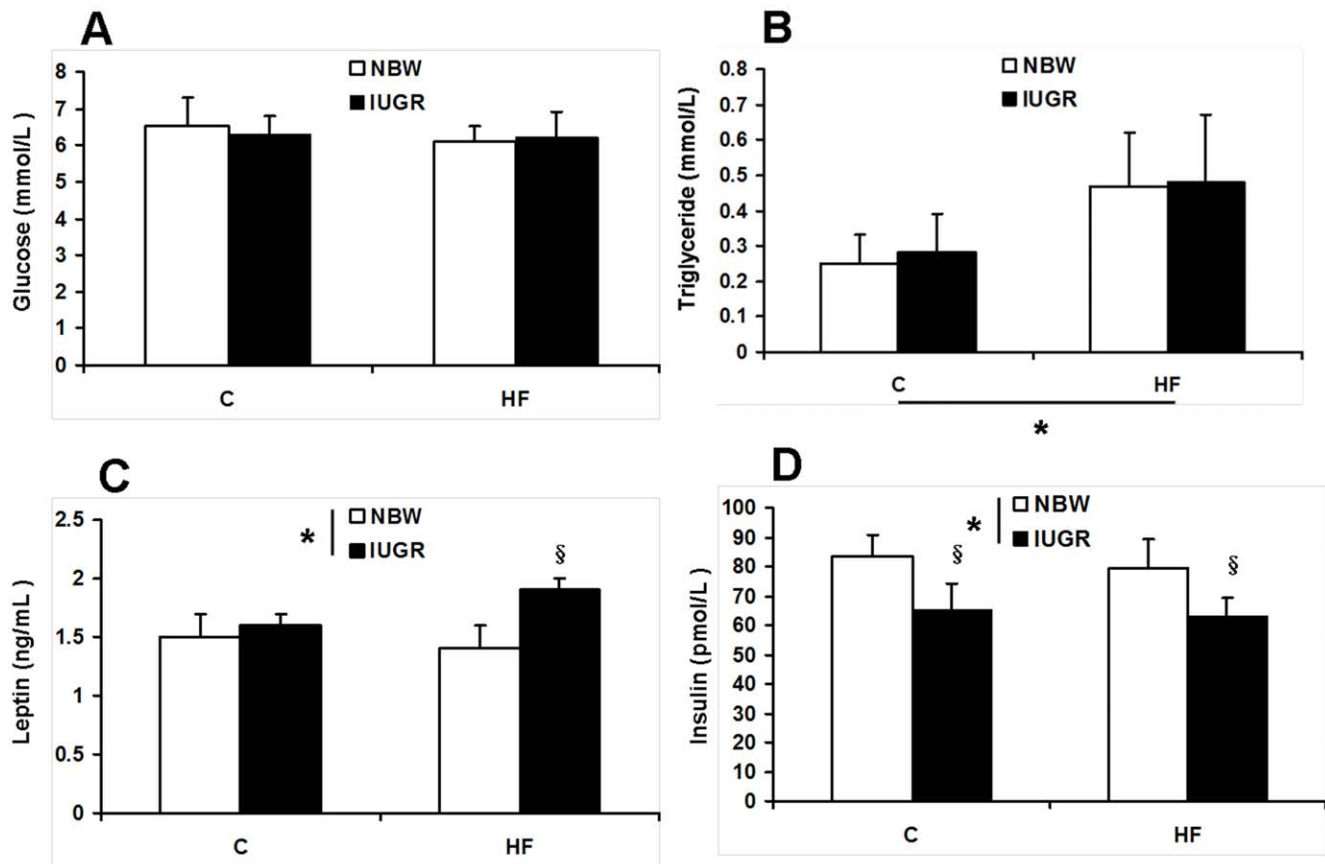 A
NBW
IUGR
Glucose (mmol/L)
8
7
6
5
4
3
2
1
0
C HF
B
NBW
IUGR
Triglyceride (mmol/L)
0.8
0.7
0.6
0.5
0.4
0.3
0.2
0.1
0
C HF
*
C
* NBW
IUGR
§
Leptin (ng/mL)
2.5
2
1.5
1
0.5
0
C HF
D
* NBW
IUGR
§ §
Insulin (pmol/L)
100
90
80
70
60
50
40
30
20
10
0
C HF